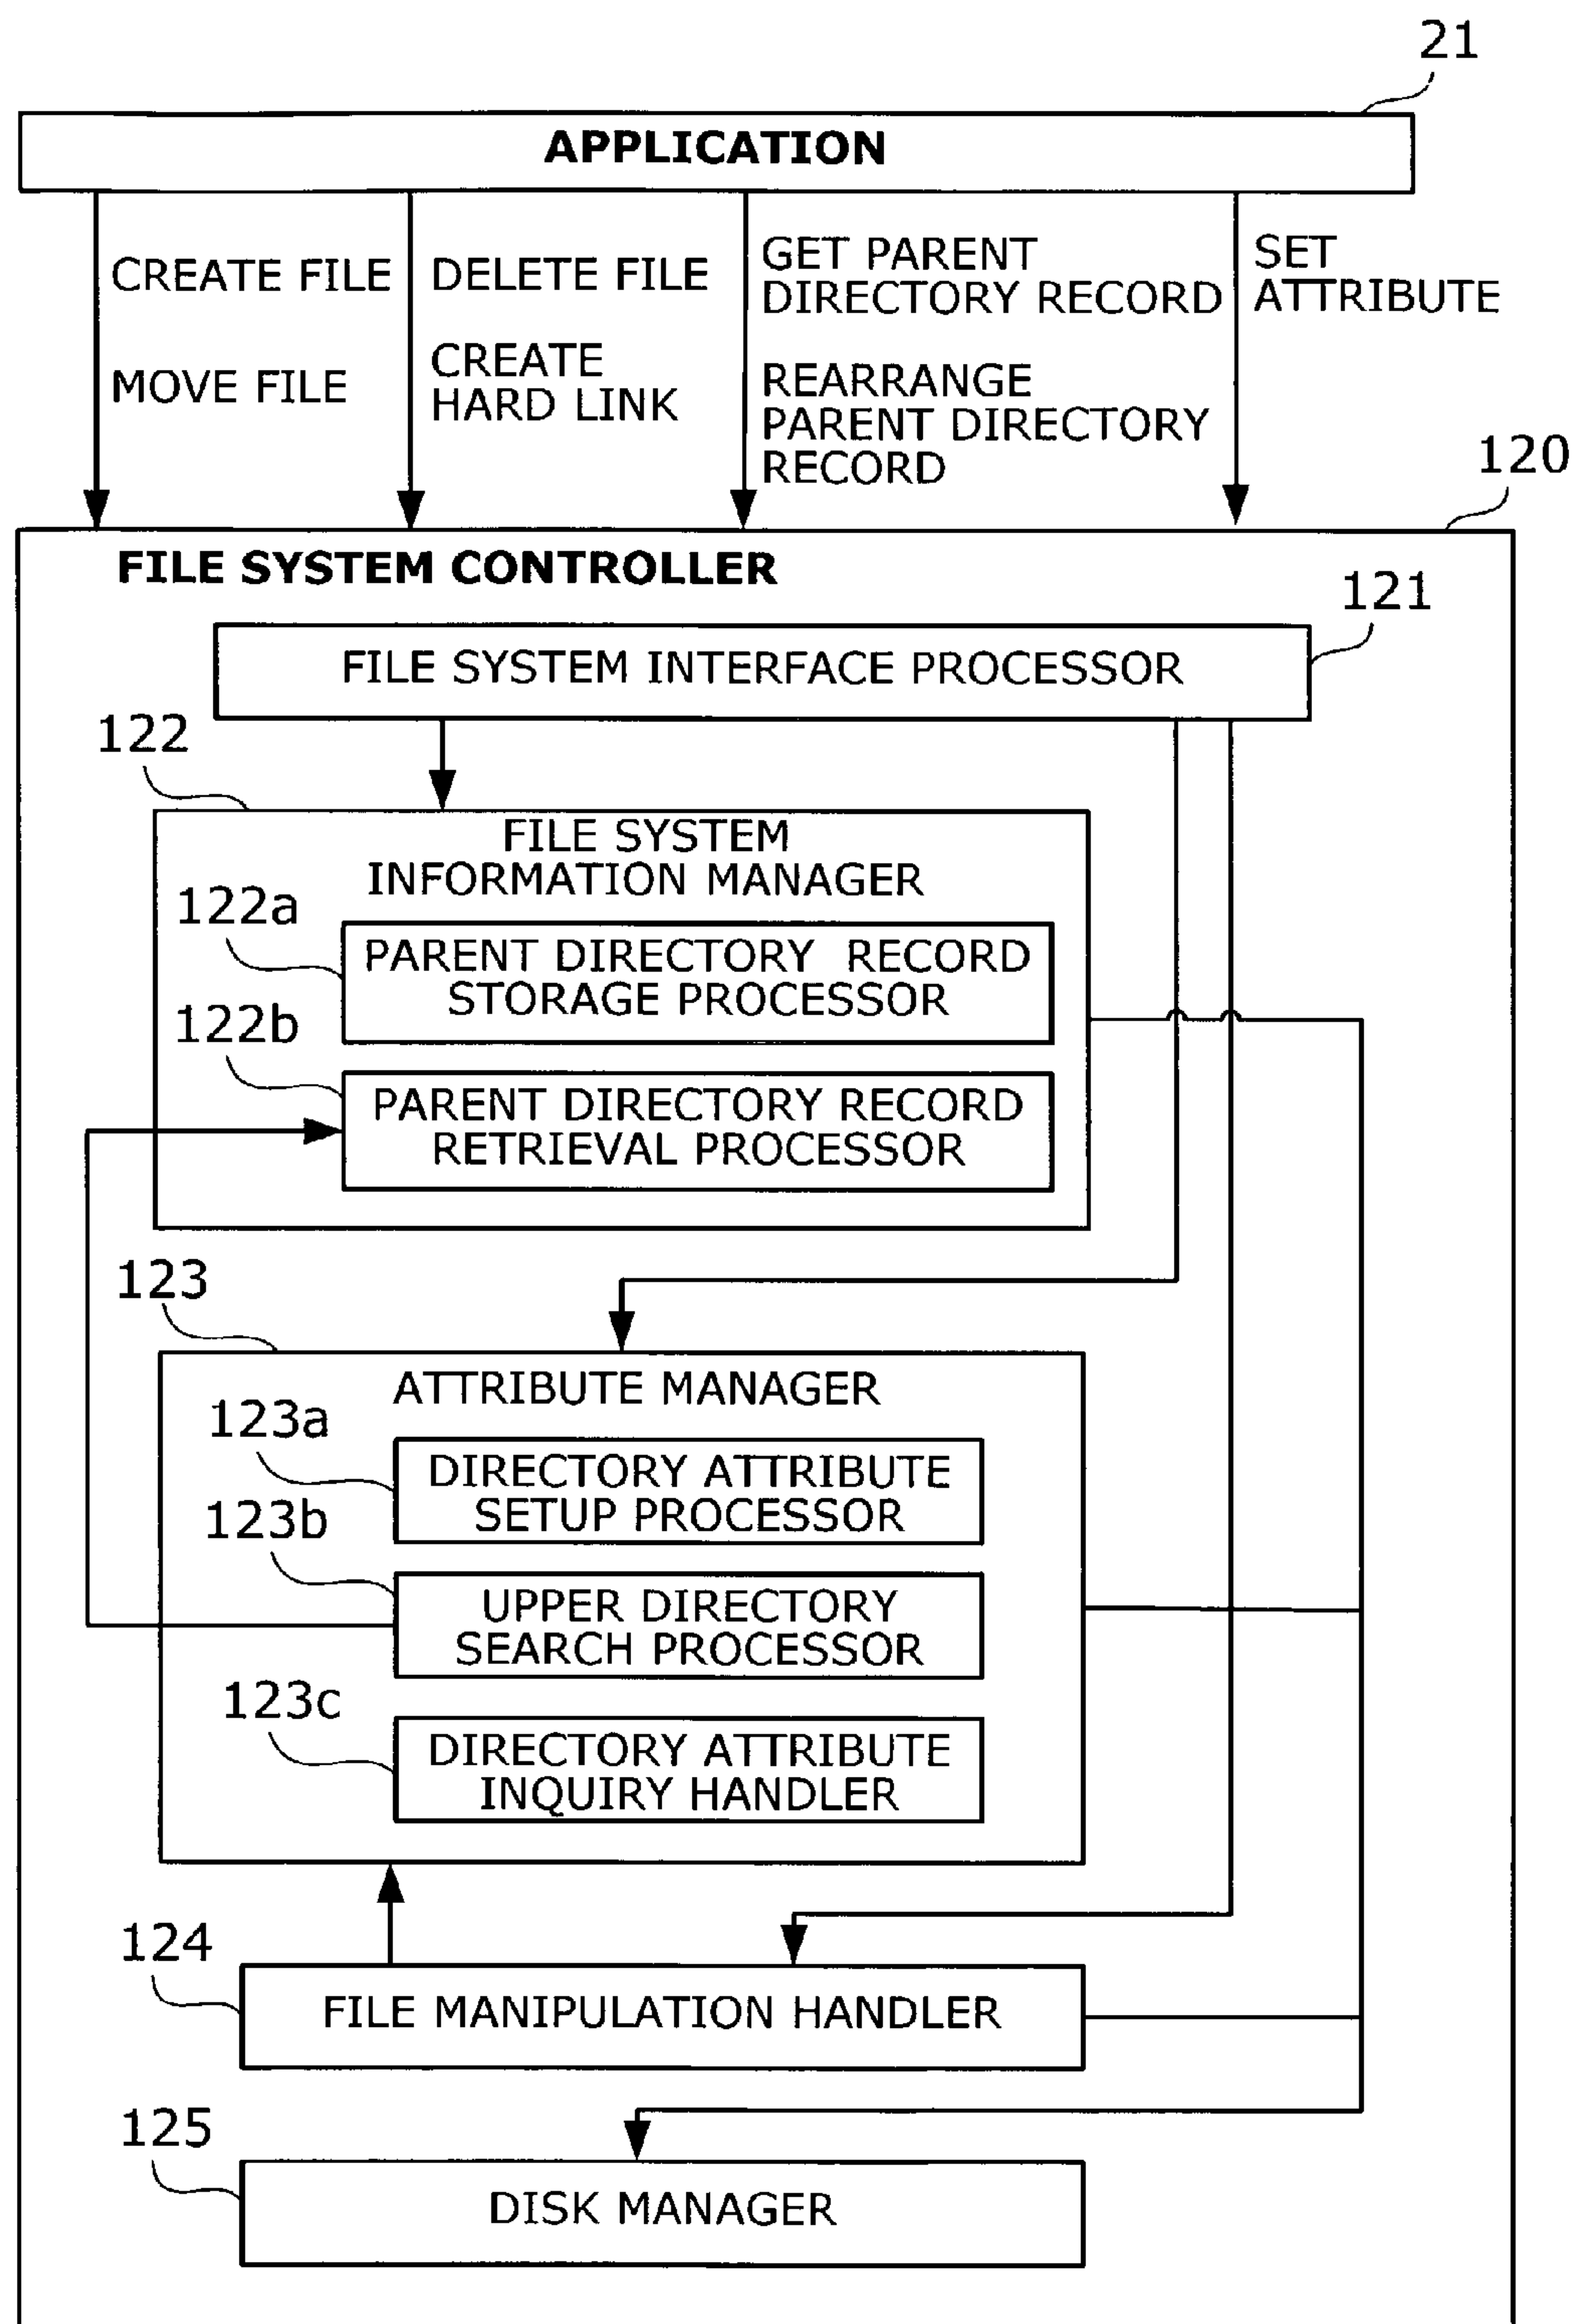 21
APPLICATION
CREATE FILE
MOVE FILE
DELETE FILE
CREATE
HARD LINK
GET PARENT
DIRECTORY RECORD
REARRANGE
PARENT DIRECTORY
RECORD
SET
ATTRIBUTE
120
FILE SYSTEM CONTROLLER
121
FILE SYSTEM INTERFACE PROCESSOR
122
FILE SYSTEM
INFORMATION MANAGER
122a
PARENT DIRECTORY RECORD
STORAGE PROCESSOR
122b
PARENT DIRECTORY RECORD
RETRIEVAL PROCESSOR
123
ATTRIBUTE MANAGER
123a
DIRECTORY ATTRIBUTE
SETUP PROCESSOR
123b
UPPER DIRECTORY
SEARCH PROCESSOR
123c
DIRECTORY ATTRIBUTE
INQUIRY HANDLER
124
FILE MANIPULATION HANDLER
125
DISK MANAGER